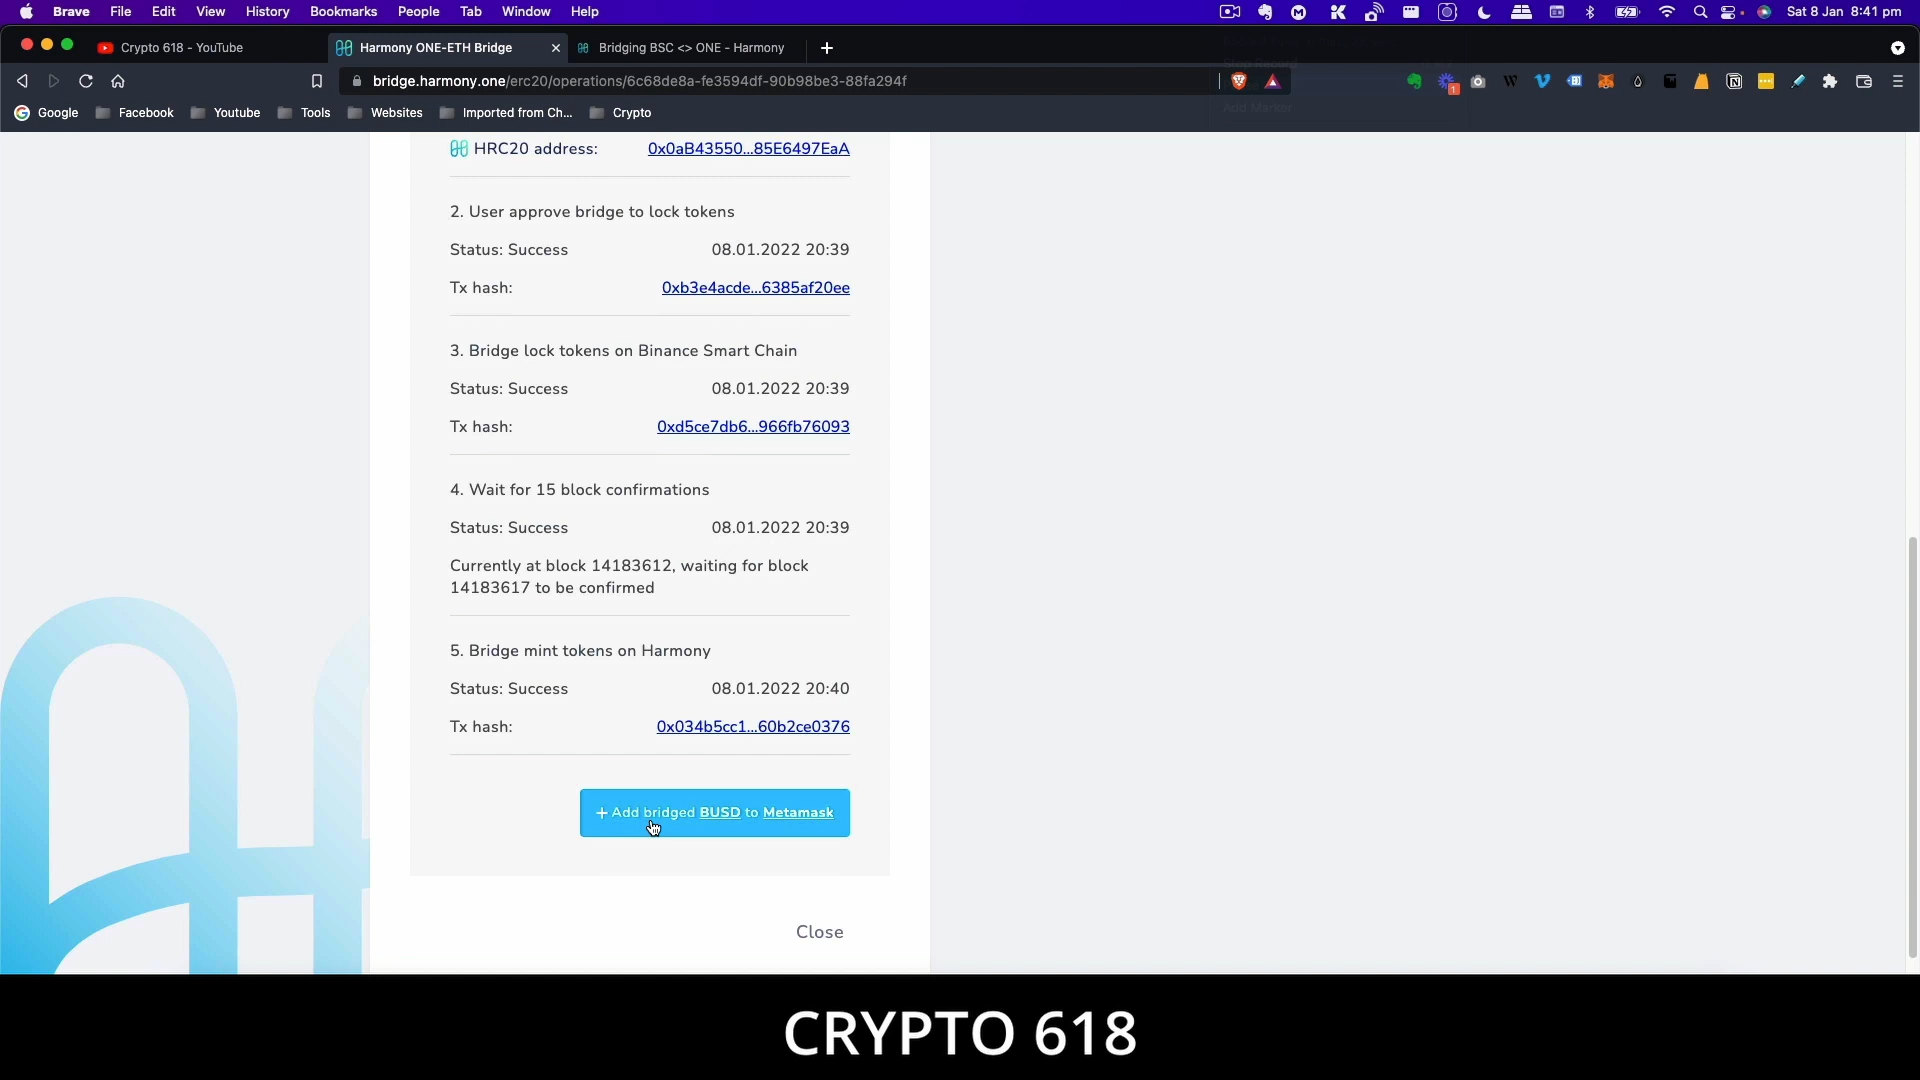 Brave File Edit View History Bookmarks People Tab Window Help Sat 8 Jan 8:41 pm
Crypto 618 - YouTube Harmony ONE-ETH Bridge Bridging BSC <> ONE - Harmony
bridge.harmony.one/erc20/operations/6c68de8a-fe3594df-90b98be3-88fa294f
Google Facebook Youtube Tools Websites Imported from Ch... Crypto
Add Marker
HRC20 address: 0x0aB43550...85E6497EaA
2. User approve bridge to lock tokens
Status: Success 08.01.2022 20:39
Tx hash: 0xb3e4acde...6385af20ee
3. Bridge lock tokens on Binance Smart Chain
Status: Success 08.01.2022 20:39
Tx hash: 0xd5ce7db6...966fb76093
4. Wait for 15 block confirmations
Status: Success 08.01.2022 20:39
Currently at block 14183612, waiting for block
14183617 to be confirmed
5. Bridge mint tokens on Harmony
Status: Success 08.01.2022 20:40
Tx hash: 0x034b5cc1...60b2ce0376
+ Add bridged BUSD to Metamask
Close
CRYPTO 618